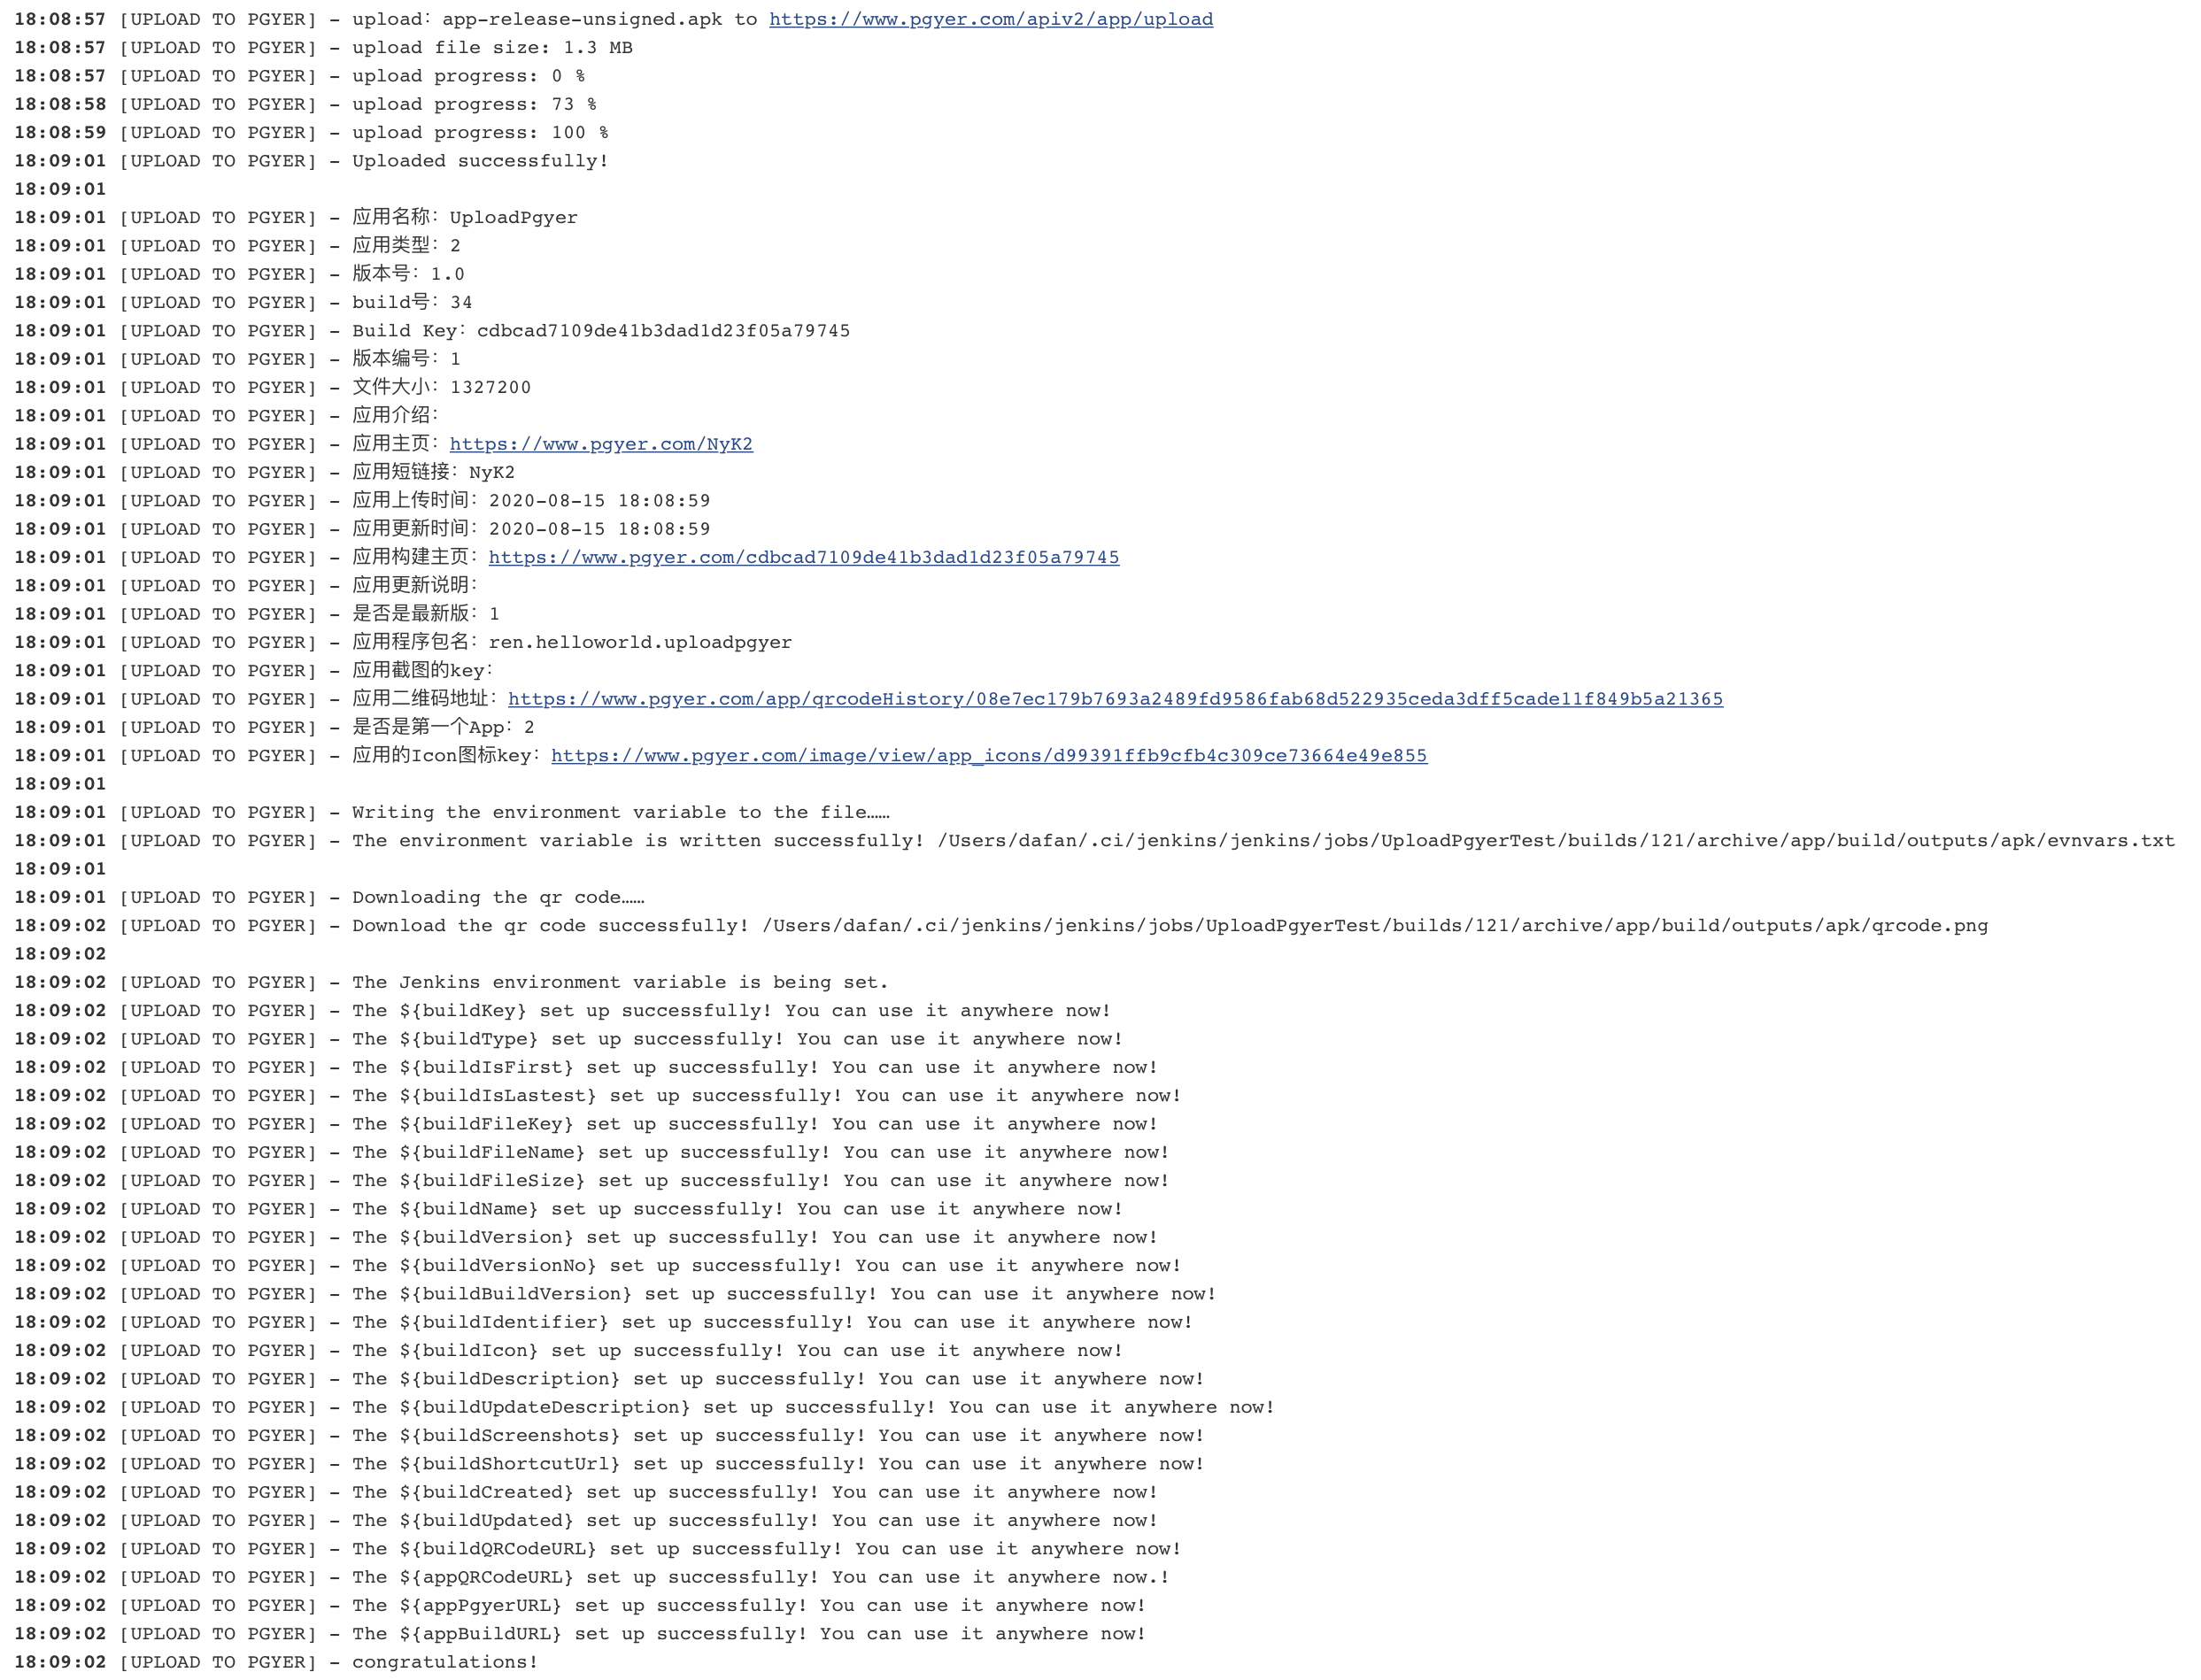 18:08:57 [UPLOAD TO PGYER] - upload: app-release-unsigned.apk to https://www.pgyer.com/apiv2/app/upload
18:08:57 [UPLOAD TO PGYER] - upload file size: 1.3 MB
18:08:57 [UPLOAD TO PGYER] - upload progress: 0 %
18:08:58 [UPLOAD TO PGYER] - upload progress: 73 %
18:08:59 [UPLOAD TO PGYER] - upload progress: 100 %
18:09:01 [UPLOAD TO PGYER] - Uploaded successfully!
18:09:01
18:09:01 [UPLOAD TO PGYER] - 应用名称: UploadPgyer
18:09:01 [UPLOAD TO PGYER] - 应用类型: 2
18:09:01 [UPLOAD TO PGYER] - 版本号: 1.0
18:09:01 [UPLOAD TO PGYER] - build号: 34
18:09:01 [UPLOAD TO PGYER] - Build Key: cdbcad7109de41b3dad1d23f05a79745
18:09:01 [UPLOAD TO PGYER] - 版本编号: 1
18:09:01 [UPLOAD TO PGYER] - 文件大小: 1327200
18:09:01 [UPLOAD TO PGYER] - 应用介绍:
18:09:01 [UPLOAD TO PGYER] - 应用主页: https://www.pgyer.com/NyK2
18:09:01 [UPLOAD TO PGYER] - 应用短链接: NyK2
18:09:01 [UPLOAD TO PGYER] - 应用上传时间: 2020-08-15 18:08:59
18:09:01 [UPLOAD TO PGYER] - 应用更新时间: 2020-08-15 18:08:59
18:09:01 [UPLOAD TO PGYER] - 应用构建主页: https://www.pgyer.com/cdbcad7109de41b3dad1d23f05a79745
18:09:01 [UPLOAD TO PGYER] - 应用更新说明:
18:09:01 [UPLOAD TO PGYER] - 是否是最新版: 1
18:09:01 [UPLOAD TO PGYER] - 应用程序包名: ren.helloworld.uploadpgyer
18:09:01 [UPLOAD TO PGYER] - 应用截图的key:
18:09:01 [UPLOAD TO PGYER] - 应用二维码地址: https://www.pgyer.com/app/qrcodeHistory/08e7ec179b7693a2489fd9586fab68d522935ceda3dff5cade11f849b5a21365
18:09:01 [UPLOAD TO PGYER] - 是否是第一个App: 2
18:09:01 [UPLOAD TO PGYER] - 应用的Icon图标key: https://www.pgyer.com/image/view/app_icons/d99391ffb9cfb4c309ce73664e49e855
18:09:01
18:09:01 [UPLOAD TO PGYER] - Writing the environment variable to the file……
18:09:01 [UPLOAD TO PGYER] - The environment variable is written successfully! /Users/dafan/.ci/jenkins/jenkins/jobs/UploadPgyerTest/builds/121/archive/app/build/outputs/apk/evnvars.txt
18:09:01
18:09:01 [UPLOAD TO PGYER] - Downloading the qr code……
18:09:02 [UPLOAD TO PGYER] - Download the qr code successfully! /Users/dafan/.ci/jenkins/jenkins/jobs/UploadPgyerTest/builds/121/archive/app/build/outputs/apk/qrcode.png
18:09:02
18:09:02 [UPLOAD TO PGYER] - The Jenkins environment variable is being set.
18:09:02 [UPLOAD TO PGYER] - The ${buildKey} set up successfully! You can use it anywhere now!
18:09:02 [UPLOAD TO PGYER] - The ${buildType} set up successfully! You can use it anywhere now!
18:09:02 [UPLOAD TO PGYER] - The ${buildIsFirst} set up successfully! You can use it anywhere now!
18:09:02 [UPLOAD TO PGYER] - The ${buildIsLastest} set up successfully! You can use it anywhere now!
18:09:02 [UPLOAD TO PGYER] - The ${buildFileKey} set up successfully! You can use it anywhere now!
18:09:02 [UPLOAD TO PGYER] - The ${buildFileName} set up successfully! You can use it anywhere now!
18:09:02 [UPLOAD TO PGYER] - The ${buildFileSize} set up successfully! You can use it anywhere now!
18:09:02 [UPLOAD TO PGYER] - The ${buildName} set up successfully! You can use it anywhere now!
18:09:02 [UPLOAD TO PGYER] - The ${buildVersion} set up successfully! You can use it anywhere now!
18:09:02 [UPLOAD TO PGYER] - The ${buildVersionNo} set up successfully! You can use it anywhere now!
18:09:02 [UPLOAD TO PGYER] - The ${buildBuildVersion} set up successfully! You can use it anywhere now!
18:09:02 [UPLOAD TO PGYER] - The ${buildIdentifier} set up successfully! You can use it anywhere now!
18:09:02 [UPLOAD TO PGYER] - The ${buildIcon} set up successfully! You can use it anywhere now!
18:09:02 [UPLOAD TO PGYER] - The ${buildDescription} set up successfully! You can use it anywhere now!
18:09:02 [UPLOAD TO PGYER] - The ${buildUpdateDescription} set up successfully! You can use it anywhere now!
18:09:02 [UPLOAD TO PGYER] - The ${buildScreenshots} set up successfully! You can use it anywhere now!
18:09:02 [UPLOAD TO PGYER] - The ${buildShortcutUrl} set up successfully! You can use it anywhere now!
18:09:02 [UPLOAD TO PGYER] - The ${buildCreated} set up successfully! You can use it anywhere now!
18:09:02 [UPLOAD TO PGYER] - The ${buildUpdated} set up successfully! You can use it anywhere now!
18:09:02 [UPLOAD TO PGYER] - The ${buildQRCodeURL} set up successfully! You can use it anywhere now!
18:09:02 [UPLOAD TO PGYER] - The ${appQRCodeURL} set up successfully! You can use it anywhere now.!
18:09:02 [UPLOAD TO PGYER] - The ${appPgyerURL} set up successfully! You can use it anywhere now!
18:09:02 [UPLOAD TO PGYER] - The ${appBuildURL} set up successfully! You can use it anywhere now!
18:09:02 [UPLOAD TO PGYER] - congratulations!